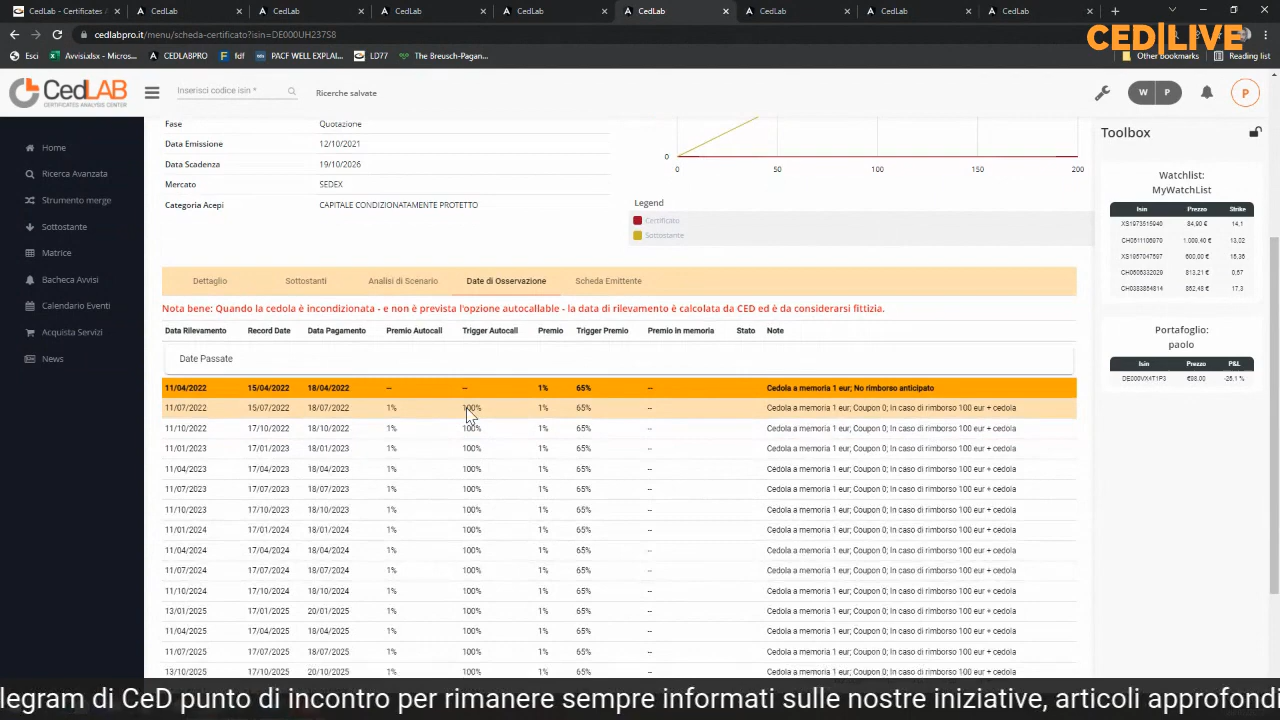 CedLab - Certificates A
CedLab
CedLab
CedLab
CedLab
CedLab
CedLab
CedLab
CedLab
cedlabpro.it/menu/scheda-certificato?isin=DE000UH237S8
CED|LIVE
Esci
Avvisi.xlsx - Micros...
CEDLABPRO
fdf
PACF WELL EXPLAI...
LD77
The Breusch-Pagan...
Other bookmarks
Reading list
CedLAB
CERTIFICATES ANALYSIS CENTER
Inserisci codice isin *
Ricerche salvate
W P
P
Home
Ricerca Avanzata
Strumento merge
Sottostante
Matrice
Bacheca Avvisi
Calendario Eventi
Acquista Servizi
News
Fase Quotazione
Data Emissione 12/10/2021
Data Scadenza 19/10/2026
Mercato SEDEX
Categoria Acepi CAPITALE CONDIZIONATAMENTE PROTETTO
0
0 50 100 150 200
Legend
Certificato
Sottostante
Dettaglio Sottostanti Analisi di Scenario Date di Osservazione Scheda Emittente
Nota bene: Quando la cedola è incondizionata - e non è prevista l'opzione autocallable - la data di rilevamento è calcolata da CED ed è da considerarsi fittizia.
Data Rilevamento Record Date Data Pagamento Premio Autocall Trigger Autocall Premio Trigger Premio Premio in memoria Stato Note
Date Passate
11/04/2022 15/04/2022 18/04/2022 -- -- 1% 65% -- Cedola a memoria 1 eur; No rimborso anticipato
11/07/2022 15/07/2022 18/07/2022 1% 100% 1% 65% -- Cedola a memoria 1 eur; Coupon 0; In caso di rimborso 100 eur + cedola
11/10/2022 17/10/2022 18/10/2022 1% 100% 1% 65% -- Cedola a memoria 1 eur; Coupon 0; In caso di rimborso 100 eur + cedola
11/01/2023 17/01/2023 18/01/2023 1% 100% 1% 65% -- Cedola a memoria 1 eur; Coupon 0; In caso di rimborso 100 eur + cedola
11/04/2023 17/04/2023 18/04/2023 1% 100% 1% 65% -- Cedola a memoria 1 eur; Coupon 0; In caso di rimborso 100 eur + cedola
11/07/2023 17/07/2023 18/07/2023 1% 100% 1% 65% -- Cedola a memoria 1 eur; Coupon 0; In caso di rimborso 100 eur + cedola
11/10/2023 17/10/2023 18/10/2023 1% 100% 1% 65% -- Cedola a memoria 1 eur; Coupon 0; In caso di rimborso 100 eur + cedola
11/01/2024 17/01/2024 18/01/2024 1% 100% 1% 65% -- Cedola a memoria 1 eur; Coupon 0; In caso di rimborso 100 eur + cedola
11/04/2024 17/04/2024 18/04/2024 1% 100% 1% 65% -- Cedola a memoria 1 eur; Coupon 0; In caso di rimborso 100 eur + cedola
11/07/2024 17/07/2024 18/07/2024 1% 100% 1% 65% -- Cedola a memoria 1 eur; Coupon 0; In caso di rimborso 100 eur + cedola
11/10/2024 17/10/2024 18/10/2024 1% 100% 1% 65% -- Cedola a memoria 1 eur; Coupon 0; In caso di rimborso 100 eur + cedola
13/01/2025 17/01/2025 20/01/2025 1% 100% 1% 65% -- Cedola a memoria 1 eur; Coupon 0; In caso di rimborso 100 eur + cedola
11/04/2025 17/04/2025 18/04/2025 1% 100% 1% 65% -- Cedola a memoria 1 eur; Coupon 0; In caso di rimborso 100 eur + cedola
11/07/2025 17/07/2025 18/07/2025 1% 100% 1% 65% -- Cedola a memoria 1 eur; Coupon 0; In caso di rimborso 100 eur + cedola
13/10/2025 17/10/2025 20/10/2025 1% 100% 1% 65% -- Cedola a memoria 1 eur; Coupon 0; In caso di rimborso 100 eur + cedola
Toolbox
Watchlist:
MyWatchList
Isin Prezzo Strike
XS1973515940 84,90 € 14,1
1.009,40 € 13,02
600,00 € 15,36
813,21 € 0,57
862,48 € 17,3
Portafoglio:
paolo
Isin Prezzo P&L
DE000VX4T1P3 €98,00 -26,1 %
legram di CeD punto di incontro per rimanere sempre informati sulle nostre iniziative, articoli approfondi